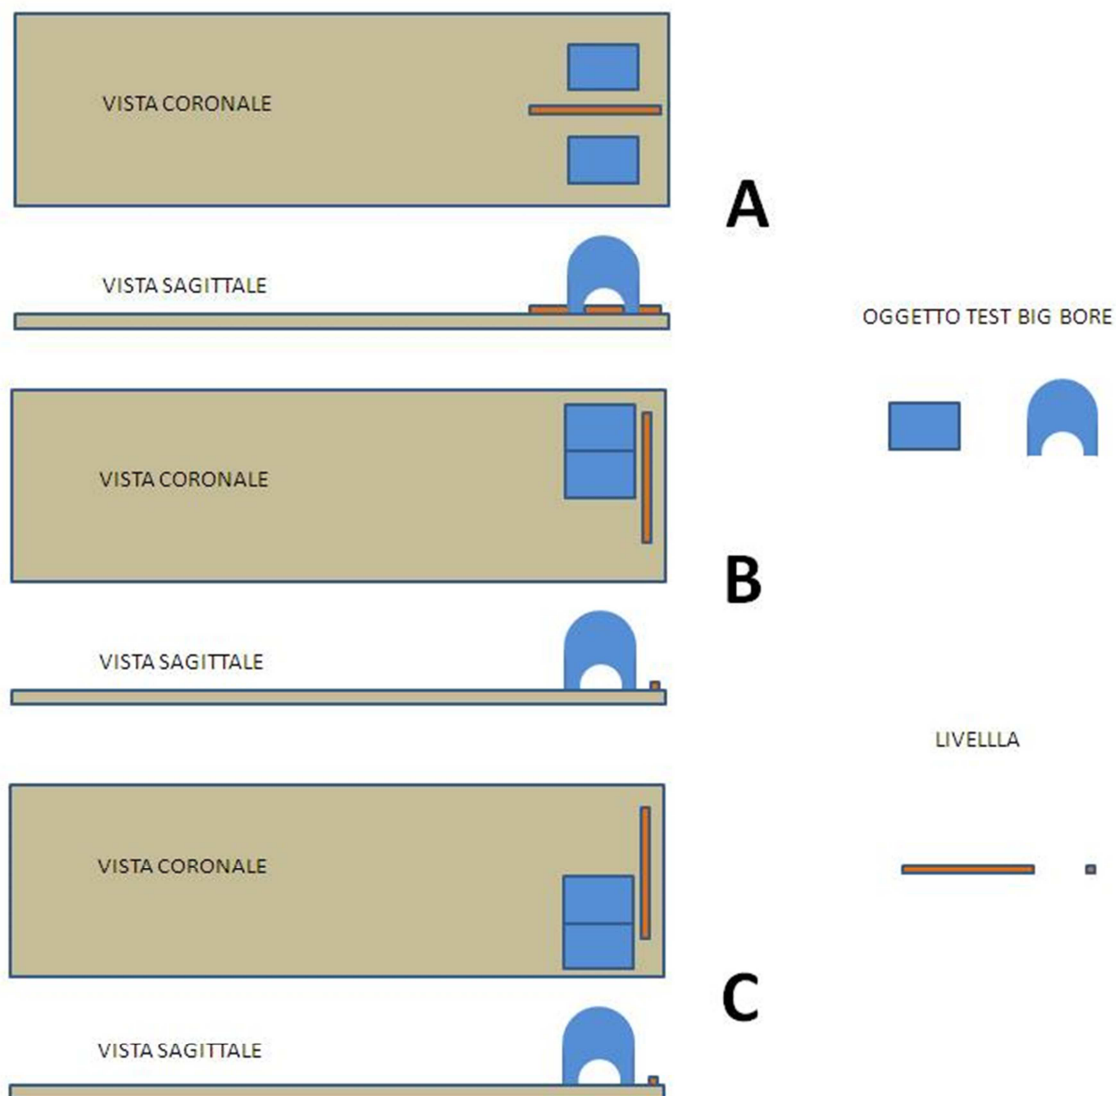 VISTA CORONALE
A
VISTA SAGITTALE
OGGETTO TEST BIG BORE
VISTA CORONALE
B
VISTA SAGITTALE
LIVELLLA
VISTA CORONALE
C
VISTA SAGITTALE